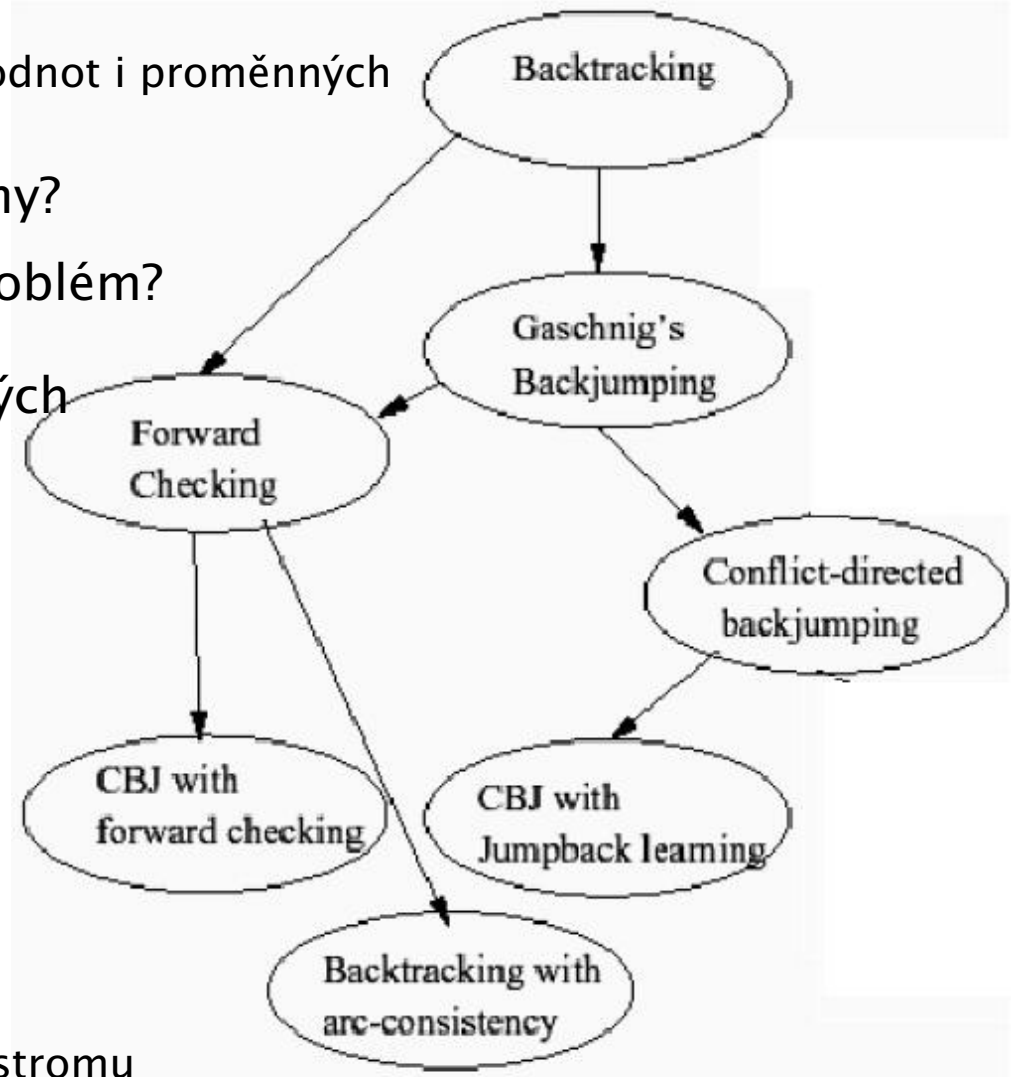 odnot i proměnných
Backtracking
ny?
oblém?
Gaschnig's
Backjumping
ých
Forward
Checking
Conflict-directed
backjumping
CBJ with
forward checking
CBJ with
Jumpback learning
Backtracking with
arc-consistency
stromu